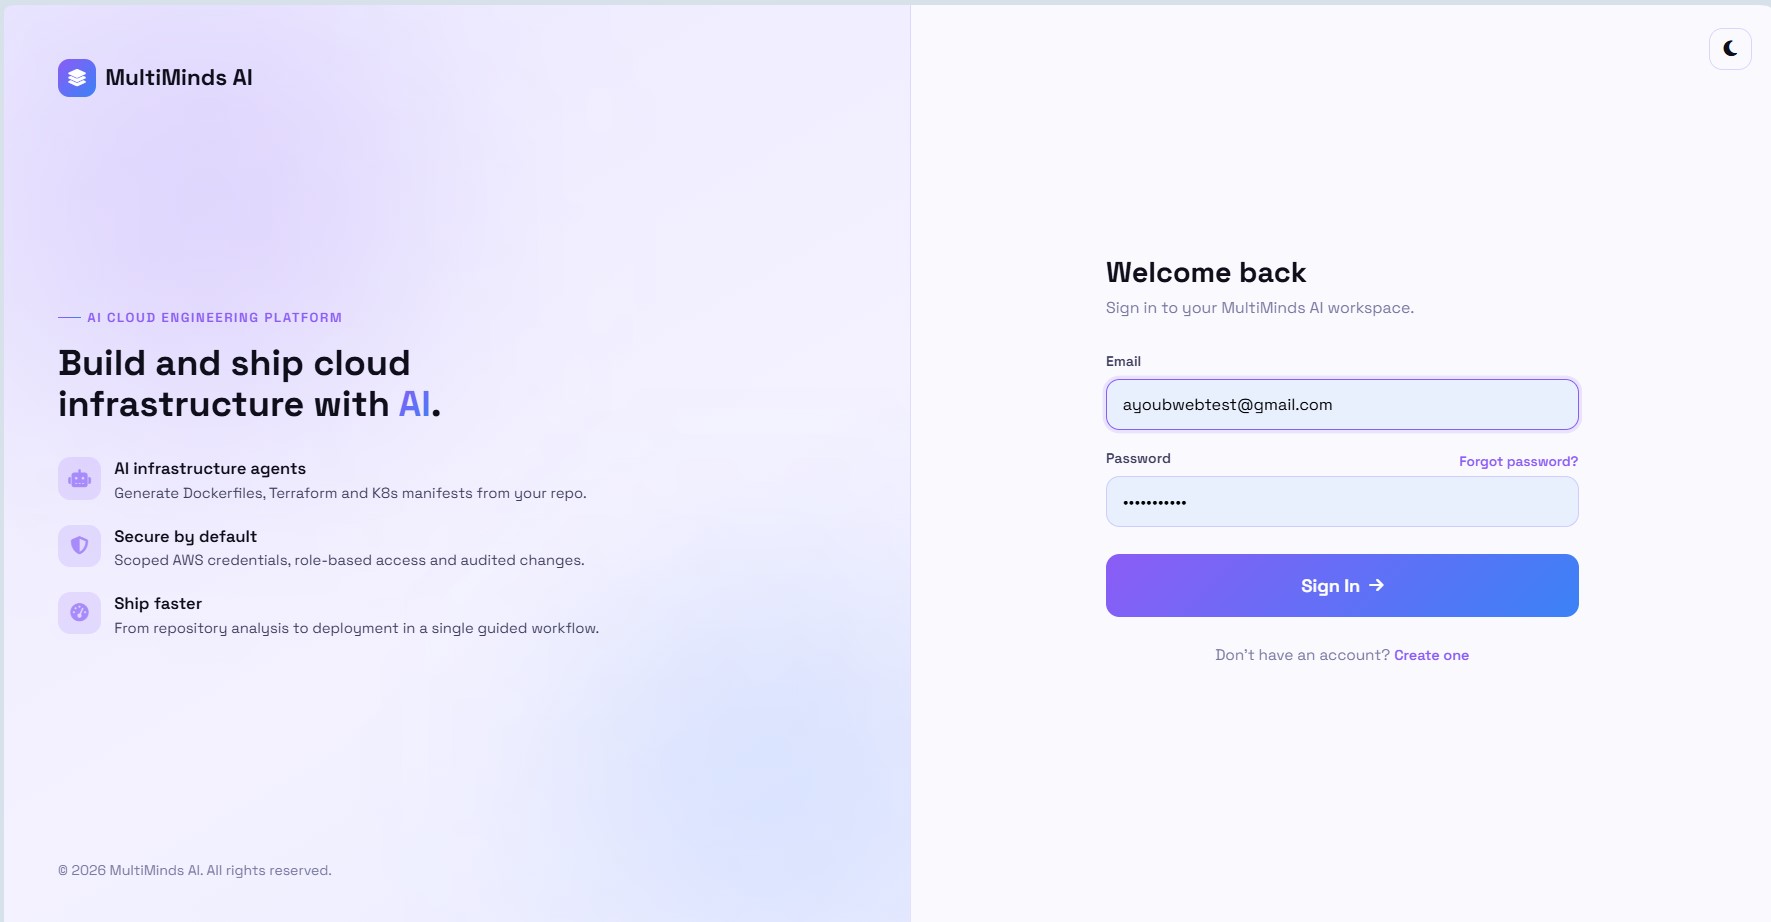 MultiMinds AI
AI CLOUD ENGINEERING PLATFORM
Build and ship cloud
infrastructure with AI.
AI infrastructure agents
Generate Dockerfiles, Terraform and K8s manifests from your repo.
Secure by default
Scoped AWS credentials, role-based access and audited changes.
Ship faster
From repository analysis to deployment in a single guided workflow.
© 2026 MultiMinds AI. All rights reserved.
Welcome back
Sign in to your MultiMinds AI workspace.
Email
ayoubwebtest@gmail.com
Password
Forgot password?
•••••••••••
Sign In →
Don't have an account? Create one